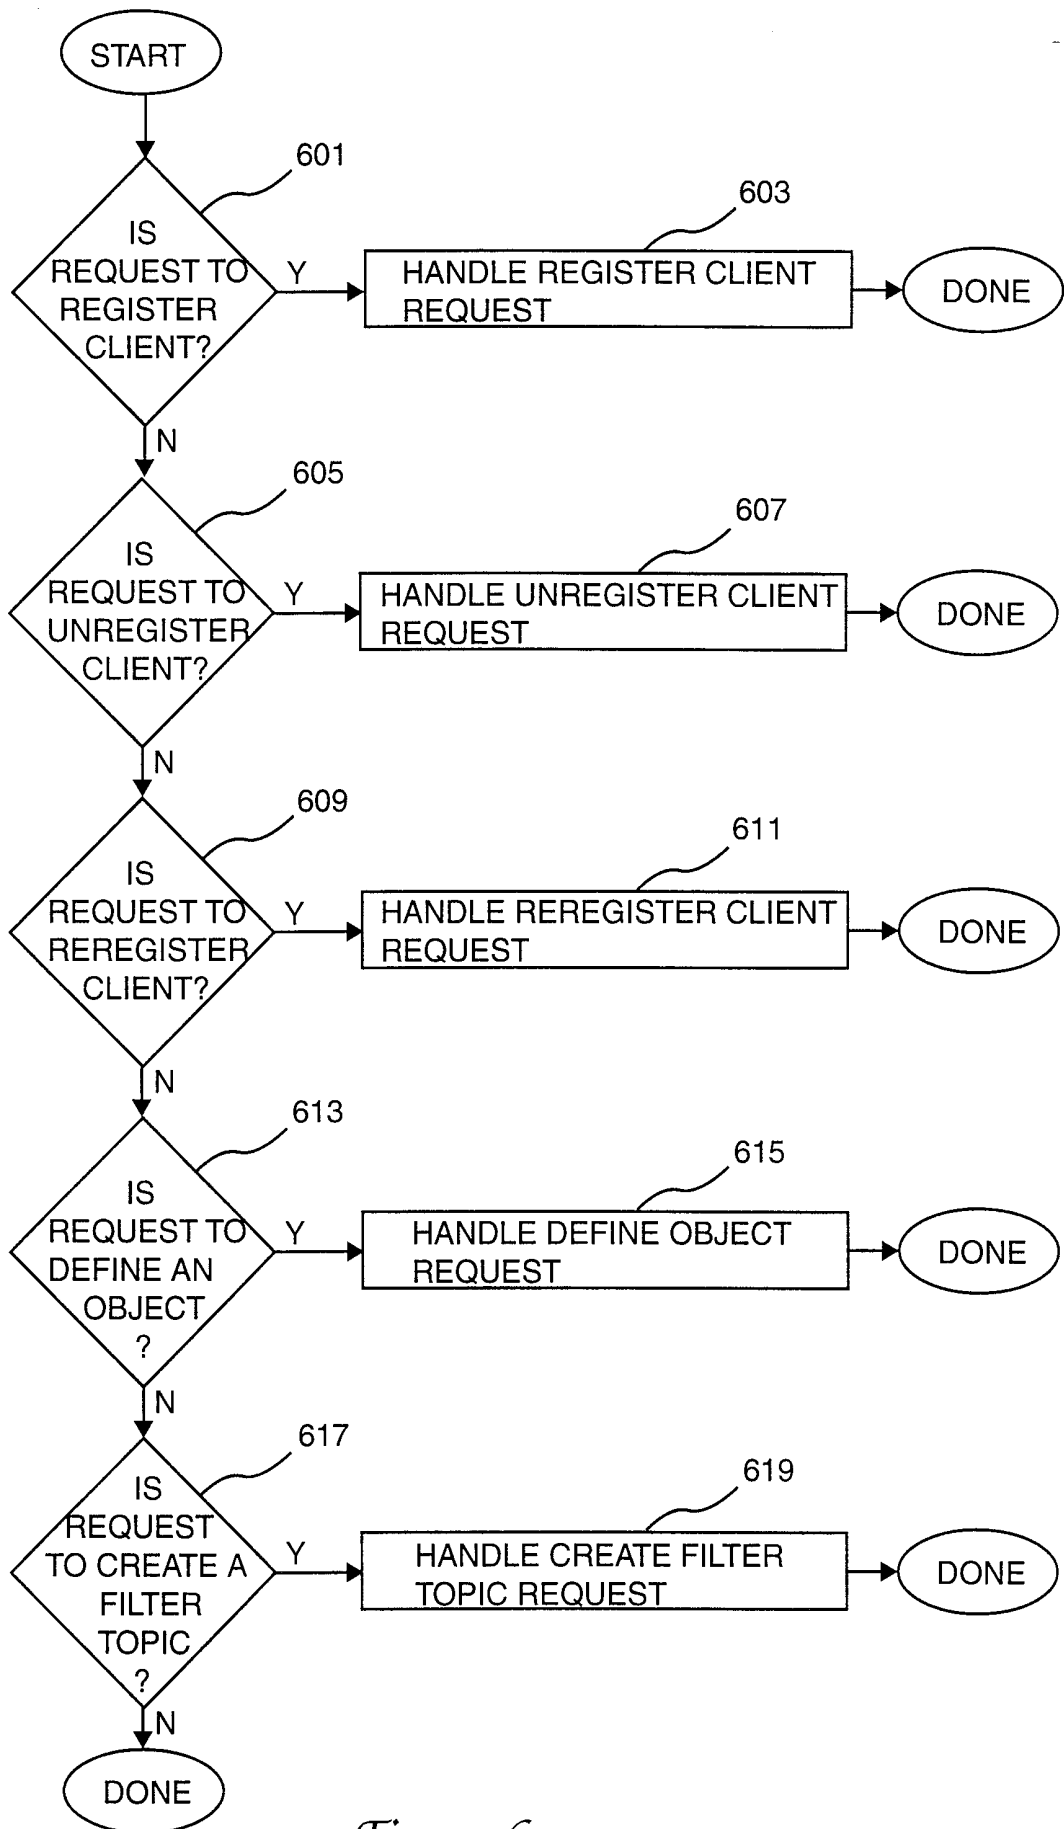 START
601
IS
REQUEST TO
REGISTER
CLIENT?
Y
603
HANDLE REGISTER CLIENT
REQUEST
DONE
N
605
IS
REQUEST TO
UNREGISTER
CLIENT?
Y
607
HANDLE UNREGISTER CLIENT
REQUEST
DONE
N
609
IS
REQUEST TO
REREGISTER
CLIENT?
Y
611
HANDLE REREGISTER CLIENT
REQUEST
DONE
N
613
IS
REQUEST TO
DEFINE AN
OBJECT
?
Y
615
HANDLE DEFINE OBJECT
REQUEST
DONE
N
617
IS
REQUEST
TO CREATE A
FILTER
TOPIC
?
Y
619
HANDLE CREATE FILTER
TOPIC REQUEST
DONE
N
DONE